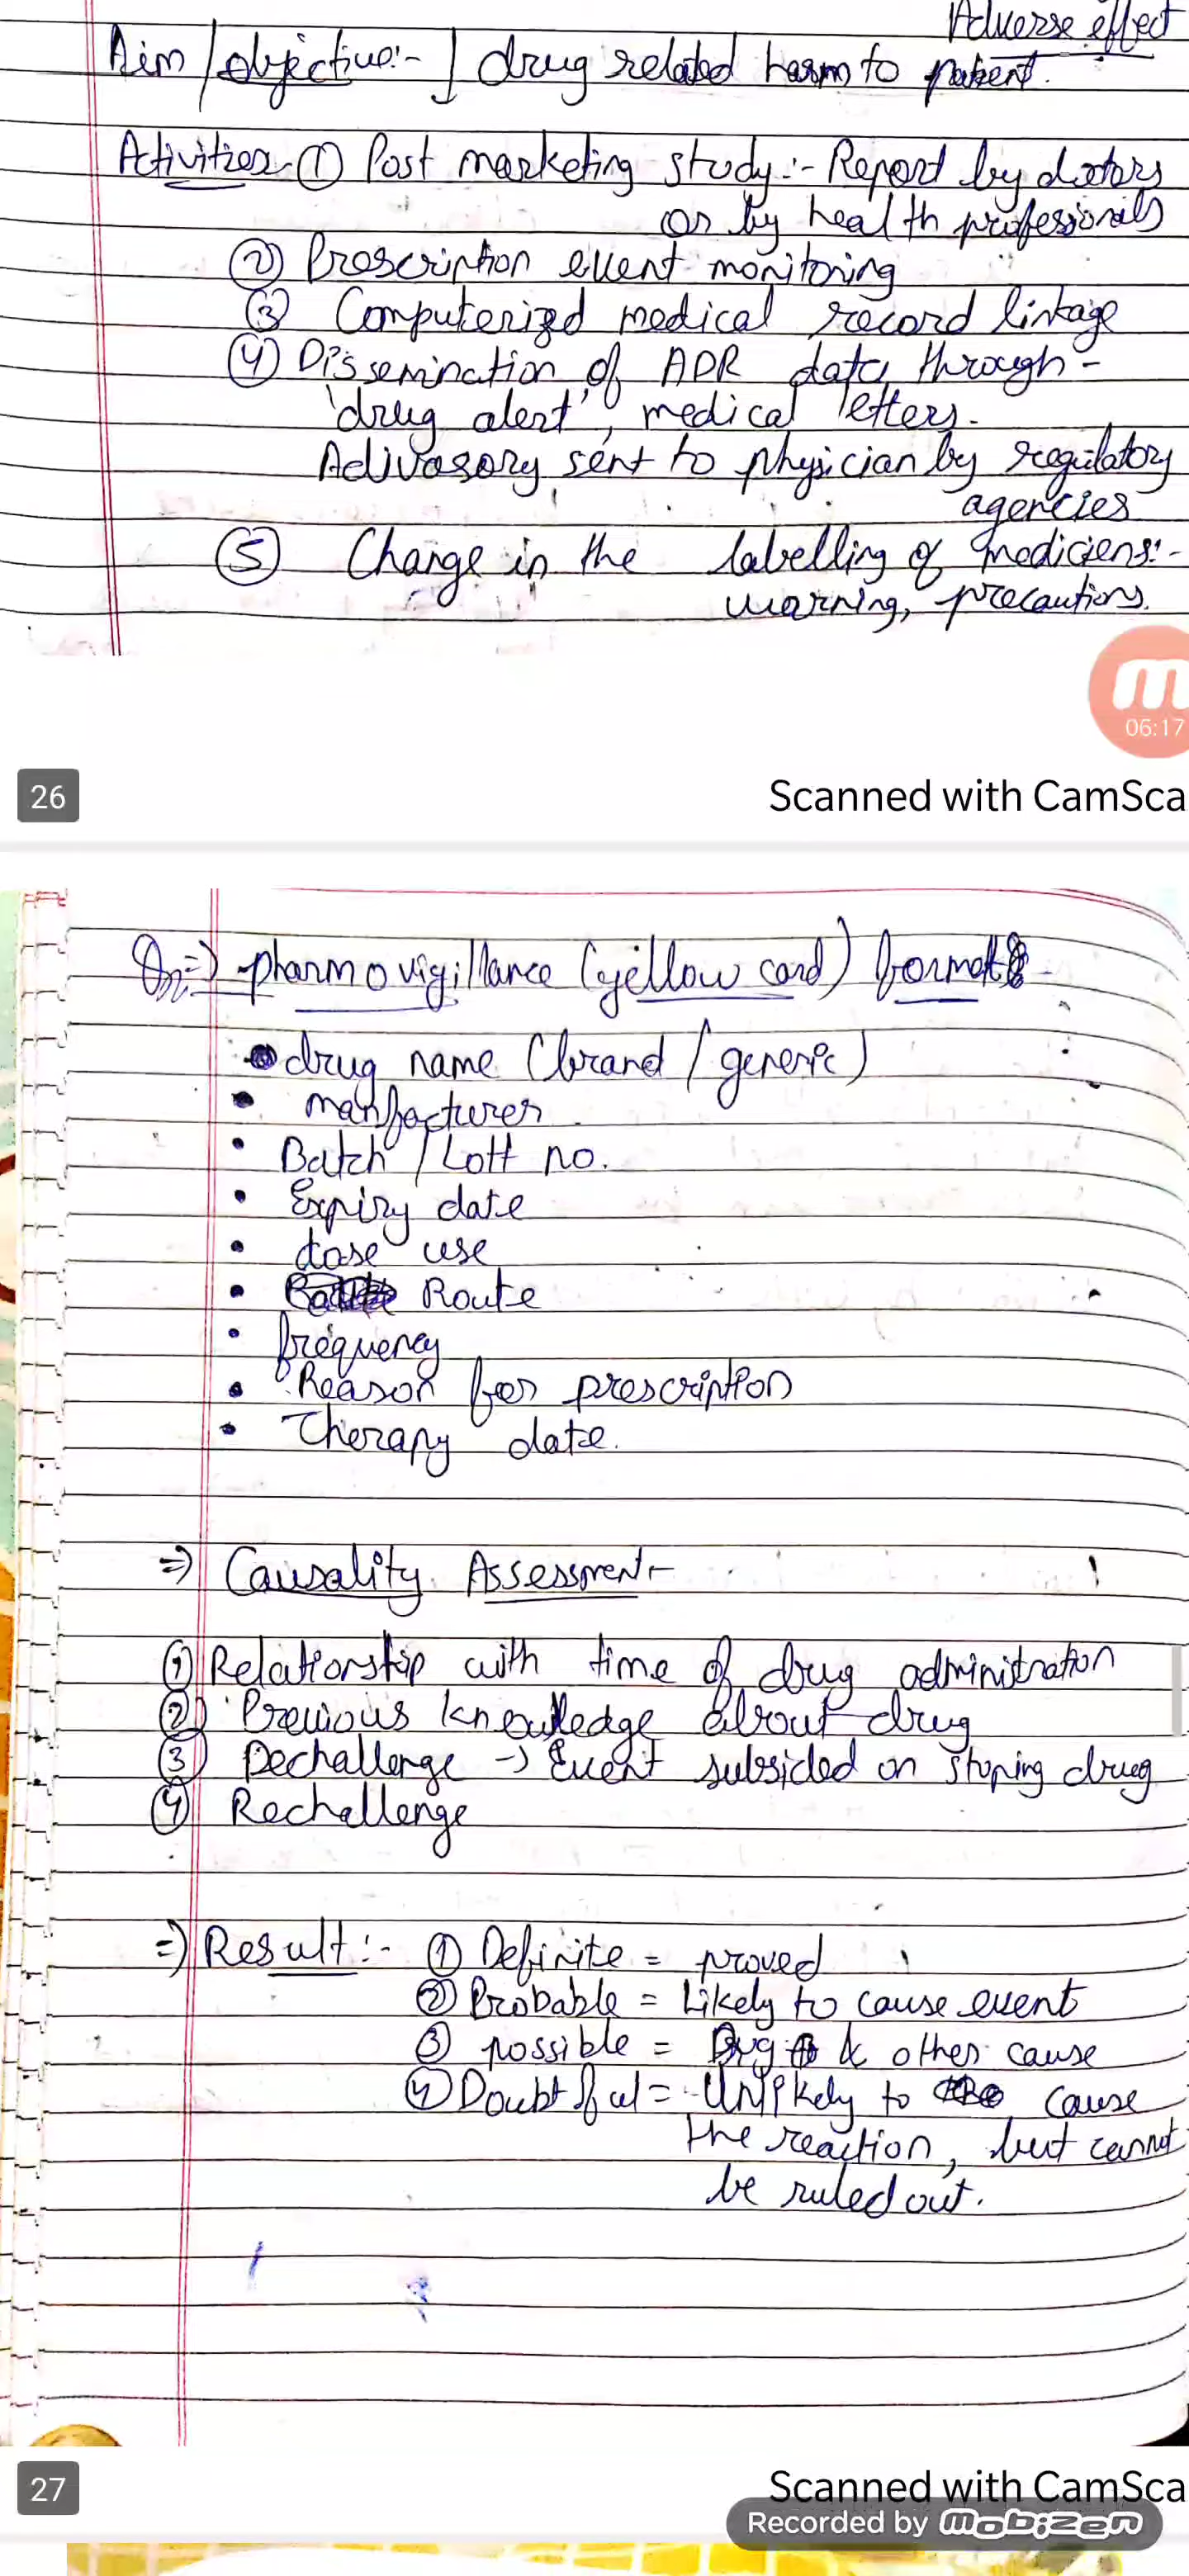 Adverse effect
Aim / objective:- ↓ drug related harm to patient.
Activities- ① Post marketing study:- Report by doctors
or by health profesionals
② Prescription event monitoring
③ Computerized medical record linkage
④ Dissemination of ADR data through -
'drug alert', medical letters.
Adivasory sent to physician by regulatory
agencies
⑤ Change in the labelling of mediciens:-
warning, precautions.
06:17
26
Scanned with CamSca
⇒ pharmovigillance (yellow card) format
• drug name (brand / generic)
• manfacturer
• Batch / Lott no.
• Expiry date
• dose use
• Route
• frequency
• Reason for prescription
• Therapy date.
⇒ Causality Assessment-
① Relationship with time of drug administration
② Previous knowledge about drug
③ Dechallenge → Event subsided on stoping drug
④ Rechallenge
⇒ Result:- ① Definite = proved
② Probable = Likely to cause event
③ possible = Drug & other cause
④ Doubtful = Unlikely to cause
the reaction, but cannot
be ruled out.
27
Scanned with CamSca
Recorded by mobizen